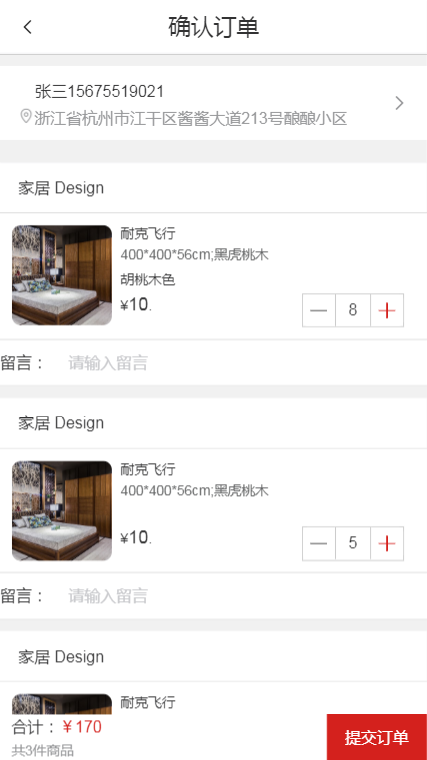 确认订单
张三15675519021
浙江省杭州市江干区酱酱大道213号酿酿小区
家居 Design
耐克飞行
400*400*56cm;黑虎桃木
胡桃木色
¥10.
8
留言： 请输入留言
家居 Design
耐克飞行
400*400*56cm;黑虎桃木
¥10.
5
留言： 请输入留言
家居 Design
耐克飞行
合计：￥170
共3件商品
提交订单